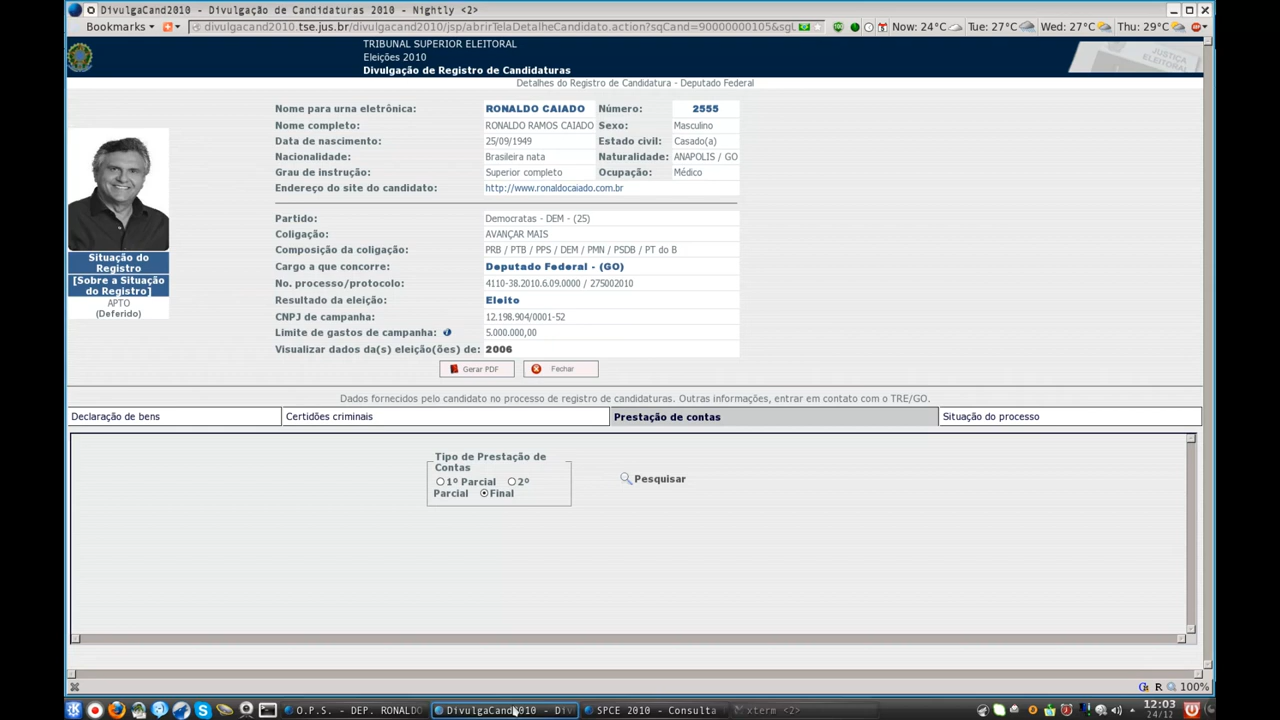 DivulgaCand2010 - Divulgação de Candidaturas 2010 - Nightly <2>
Bookmarks
divulgacand2010.tse.jus.br/divulgacand2010/jsp/abrirTelaDetalheCandidato.action?sqCand=90000000105&sgU
Now: 24°C Tue: 27°C Wed: 27°C Thu: 29°C
TRIBUNAL SUPERIOR ELEITORAL
Eleições 2010
Divulgação de Registro de Candidaturas
JUSTIÇA ELEITORAL
Detalhes do Registro de Candidatura - Deputado Federal
Nome para urna eletrônica: RONALDO CAIADO Número: 2555
Nome completo: RONALDO RAMOS CAIADO Sexo: Masculino
Data de nascimento: 25/09/1949 Estado civil: Casado(a)
Nacionalidade: Brasileira nata Naturalidade: ANAPOLIS / GO
Grau de instrução: Superior completo Ocupação: Médico
Endereço do site do candidato: http://www.ronaldocaiado.com.br
Partido: Democratas - DEM - (25)
Coligação: AVANÇAR MAIS
Composição da coligação: PRB / PTB / PPS / DEM / PMN / PSDB / PT do B
Cargo a que concorre: Deputado Federal - (GO)
No. processo/protocolo: 4110-38.2010.6.09.0000 / 275002010
Resultado da eleição: Eleito
CNPJ de campanha: 12.198.904/0001-52
Limite de gastos de campanha: 5.000.000,00
Visualizar dados da(s) eleição(ões) de: 2006
Situação do
Registro
[Sobre a Situação
do Registro]
APTO
(Deferido)
Gerar PDF Fechar
Dados fornecidos pelo candidato no processo de registro de candidaturas. Outras informações, entrar em contato com o TRE/GO.
Declaração de bens Certidões criminais Prestação de contas Situação do processo
Tipo de Prestação de
Contas
1º Parcial 2º
Parcial Final
Pesquisar
R 100%
O.P.S. - DEP. RONALDO DivulgaCand2010 - Div SPCE 2010 - Consulta xterm <2>
12:03
24/12